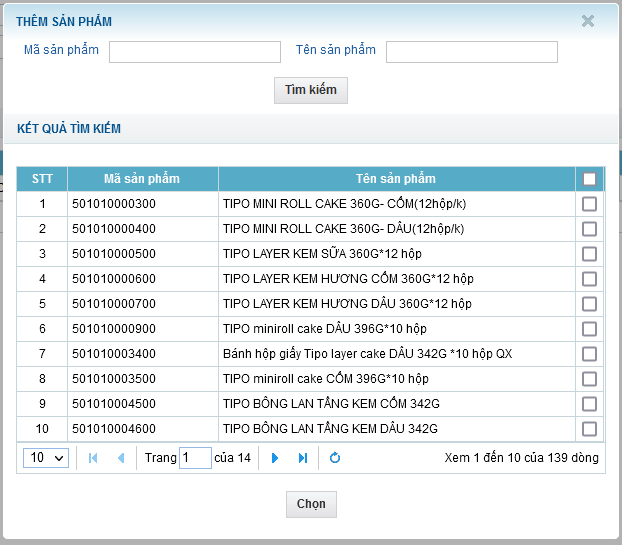 THÊM SẢN PHẨM
Mã sản phẩm Tên sản phẩm
Tìm kiếm
KẾT QUẢ TÌM KIẾM
STT Mã sản phẩm Tên sản phẩm
1 501010000300 TIPO MINI ROLL CAKE 360G- CỐM(12hộp/k)
2 501010000400 TIPO MINI ROLL CAKE 360G- DÂU(12hộp/k)
3 501010000500 TIPO LAYER KEM SỮA 360G*12 hộp
4 501010000600 TIPO LAYER KEM HƯƠNG CỐM 360G*12 hộp
5 501010000700 TIPO LAYER KEM HƯƠNG DÂU 360G*12 hộp
6 501010000900 TIPO miniroll cake DÂU 396G*10 hộp
7 501010003400 Bánh hộp giấy Tipo layer cake DÂU 342G *10 hộp QX
8 501010003500 TIPO miniroll cake CỐM 396G*10 hộp
9 501010004500 TIPO BÔNG LAN TẦNG KEM CỐM 342G
10 501010004600 TIPO BÔNG LAN TẦNG KEM DÂU 342G
10 Trang 1 của 14 Xem 1 đến 10 của 139 dòng
Chọn